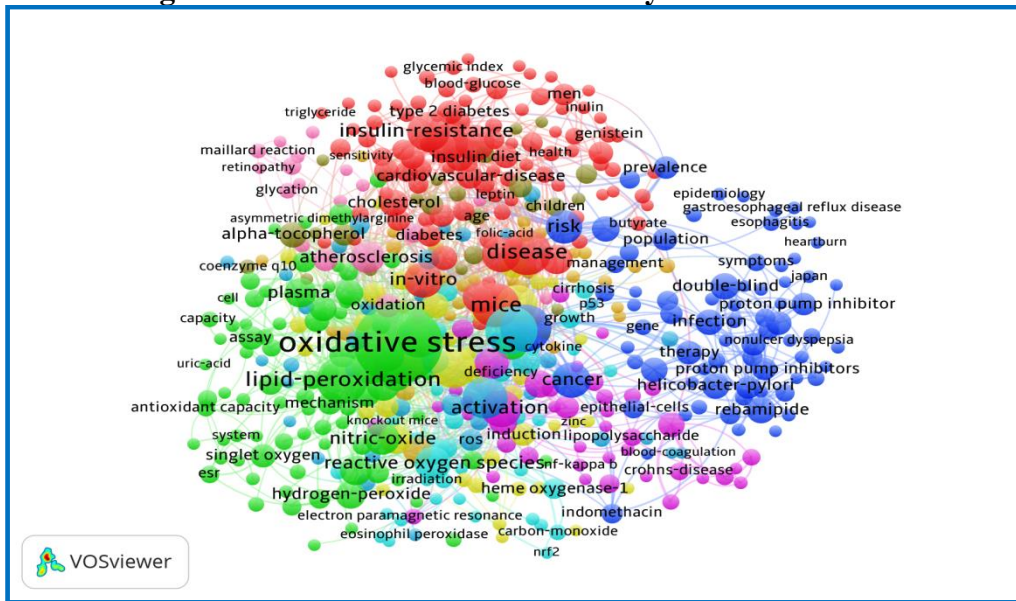 glycemic index
blood-glucose
men
inulin
triglyceride
type 2 diabetes
insulin-resistance
genistein
maillard reaction
sensitivity
insulin
diet
health
prevalence
retinopathy
cardiovascular-disease
glycation
leptin
children
epidemiology
cholesterol
gastroesophageal reflux disease
asymmetric dimethylarginine
age
butyrate
esophagitis
alpha-tocopherol
diabetes
folic-acid
risk
population
heartburn
atherosclerosis
disease
management
symptoms
coenzyme q10
in-vitro
cirrhosis
double-blind
japan
cell
plasma
oxidation
mice
p53
proton pump inhibitor
capacity
growth
gene
infection
assay
oxidative stress
cytokine
nonulcer dyspepsia
therapy
uric-acid
lipid-peroxidation
deficiency
cancer
proton pump inhibitors
helicobacter-pylori
antioxidant capacity
mechanism
activation
epithelial-cells
rebamipide
knockout mice
zinc
system
nitric-oxide
ros
induction
lipopolysaccharide
singlet oxygen
blood-coagulation
esr
reactive oxygen species
nf-kappa b
crohns-disease
irradiation
hydrogen-peroxide
heme oxygenase-1
electron paramagnetic resonance
indomethacin
eosinophil peroxidase
carbon-monoxide
nrf2
VOSviewer